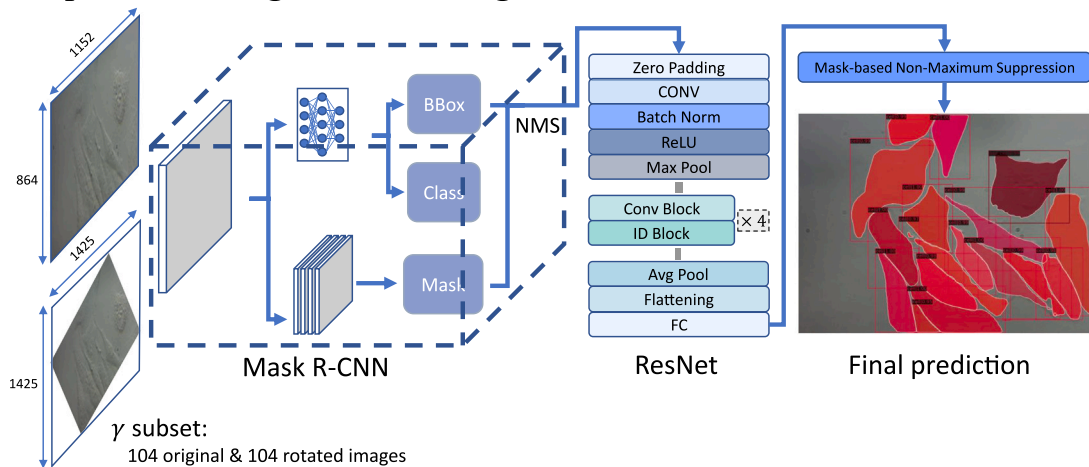 1152
864
1425
1425
γ subset:
104 original & 104 rotated images
BBox
Class
Mask
NMS
Mask R-CNN
Zero Padding
CONV
Batch Norm
ReLU
Max Pool
Conv Block
ID Block
× 4
Avg Pool
Flattening
FC
ResNet
Mask-based Non-Maximum Suppression
Final prediction